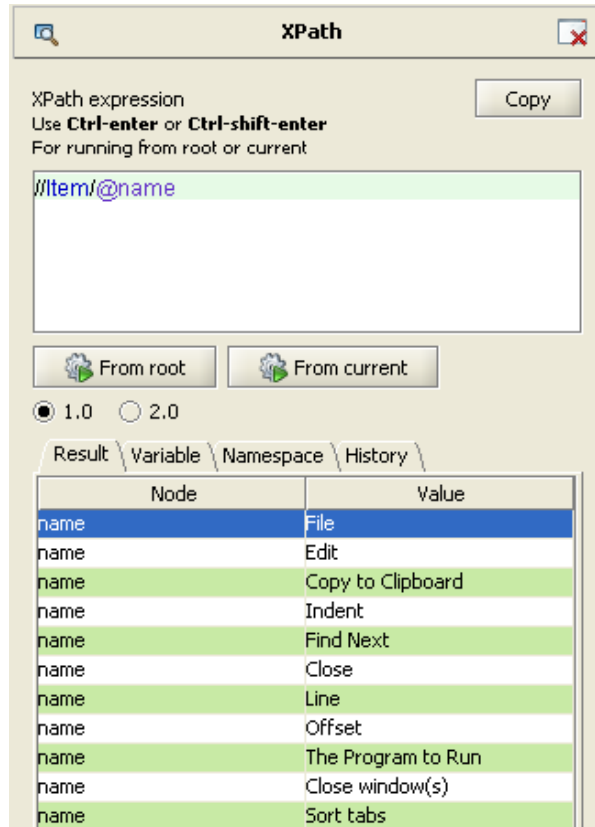 XPath
XPath expression
Copy
Use Ctrl-enter or Ctrl-shift-enter
For running from root or current
//Item/@name
From root From current
1.0 2.0
Result Variable Namespace History
Node Value
name File
name Edit
name Copy to Clipboard
name Indent
name Find Next
name Close
name Line
name Offset
name The Program to Run
name Close window(s)
name Sort tabs